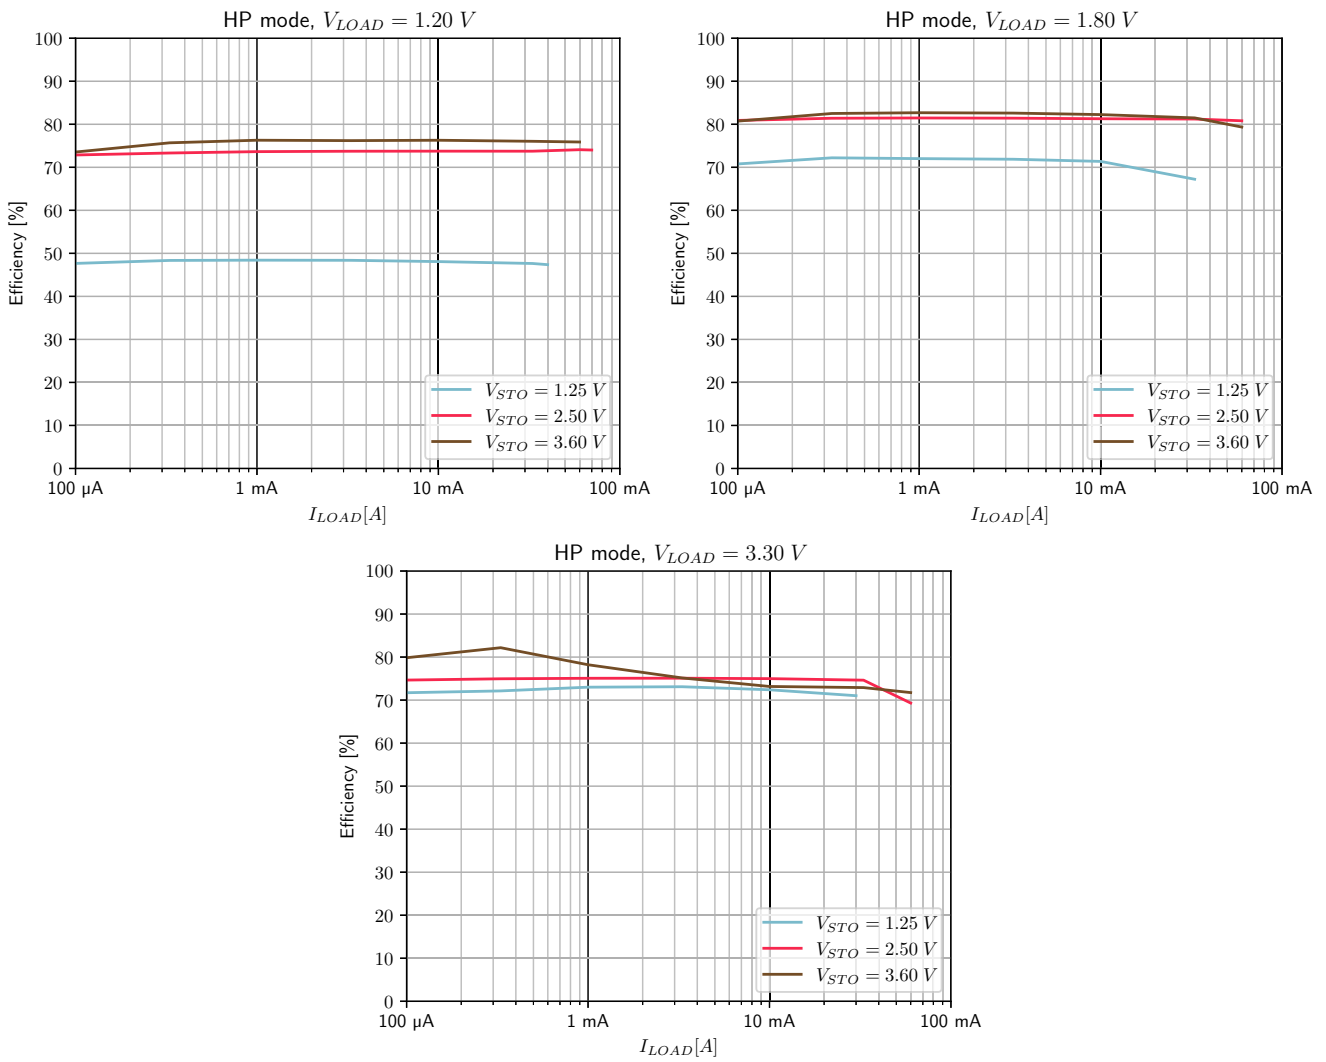 HP mode, V_LOAD = 1.20 V
100
90
80
70
60
50
40
30
20
10
0
Efficiency [%]
V_STO = 1.25 V
V_STO = 2.50 V
V_STO = 3.60 V
100 µA 1 mA 10 mA 100 mA
I_LOAD[A]
HP mode, V_LOAD = 1.80 V
100
90
80
70
60
50
40
30
20
10
0
Efficiency [%]
V_STO = 1.25 V
V_STO = 2.50 V
V_STO = 3.60 V
100 µA 1 mA 10 mA 100 mA
I_LOAD[A]
HP mode, V_LOAD = 3.30 V
100
90
80
70
60
50
40
30
20
10
0
Efficiency [%]
V_STO = 1.25 V
V_STO = 2.50 V
V_STO = 3.60 V
100 µA 1 mA 10 mA 100 mA
I_LOAD[A]